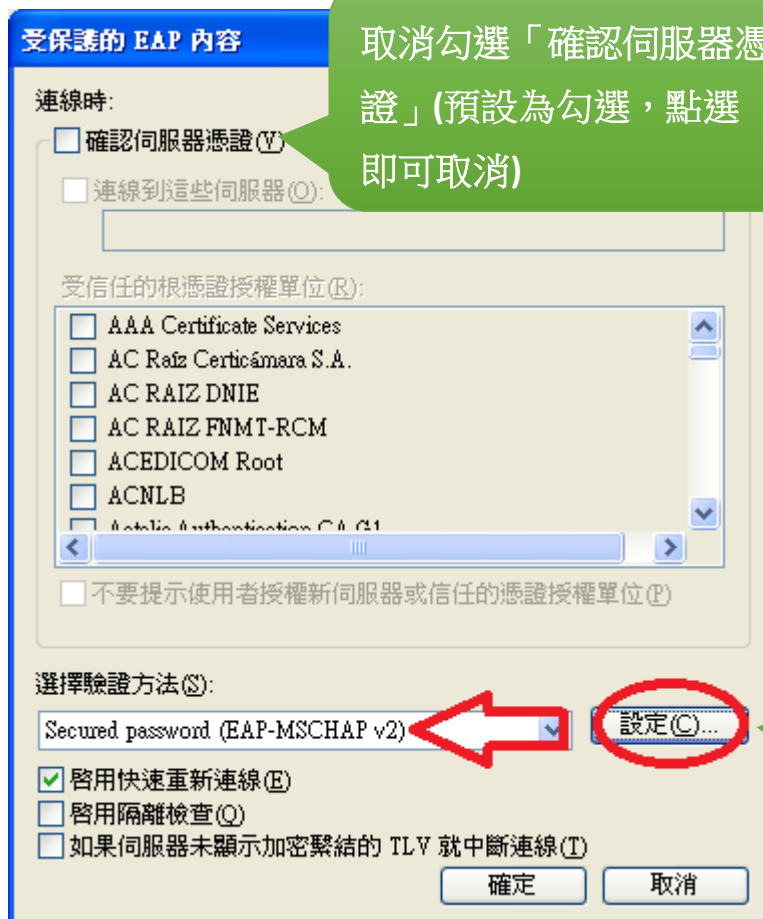 受保護的 EAP 內容
取消勾選「確認伺服器憑
證」(預設為勾選，點選
即可取消)
連線時:
確認伺服器憑證(V)
連線到這些伺服器(O):
受信任的根憑證授權單位(R):
AAA Certificate Services
AC Raíz Certicámara S.A.
AC RAIZ DNIE
AC RAIZ FNMT-RCM
ACEDICOM Root
ACNLB
Actalis Authentication CA G1
不要提示使用者授權新伺服器或信任的憑證授權單位(P)
選擇驗證方法(S):
Secured password (EAP-MSCHAP v2)
設定(C)...
啓用快速重新連線(E)
啓用隔離檢查(Q)
如果伺服器未顯示加密繫結的 TLV 就中斷連線(T)
確定
取消